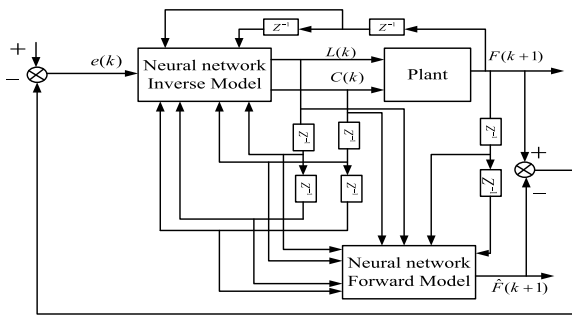 Z⁻¹
Z⁻¹
+
−
e(k)
Neural network
Inverse Model
L(k)
C(k)
Plant
F(k+1)
Z⁻¹
Z⁻¹
Z⁻¹
Z⁻¹
Z⁻¹
Z⁻¹
+
−
Neural network
Forward Model
F̂(k+1)